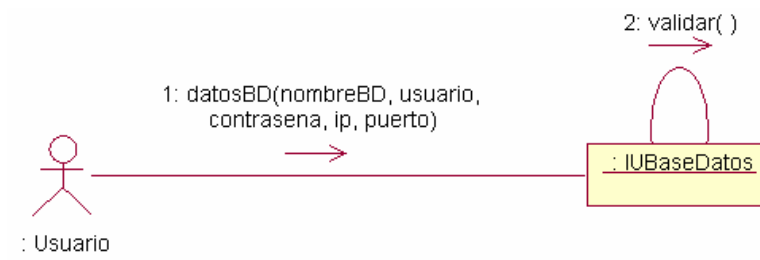 2: validar( )
1: datosBD(nombreBD, usuario,
contrasena, ip, puerto)
: IUBaseDatos
: Usuario